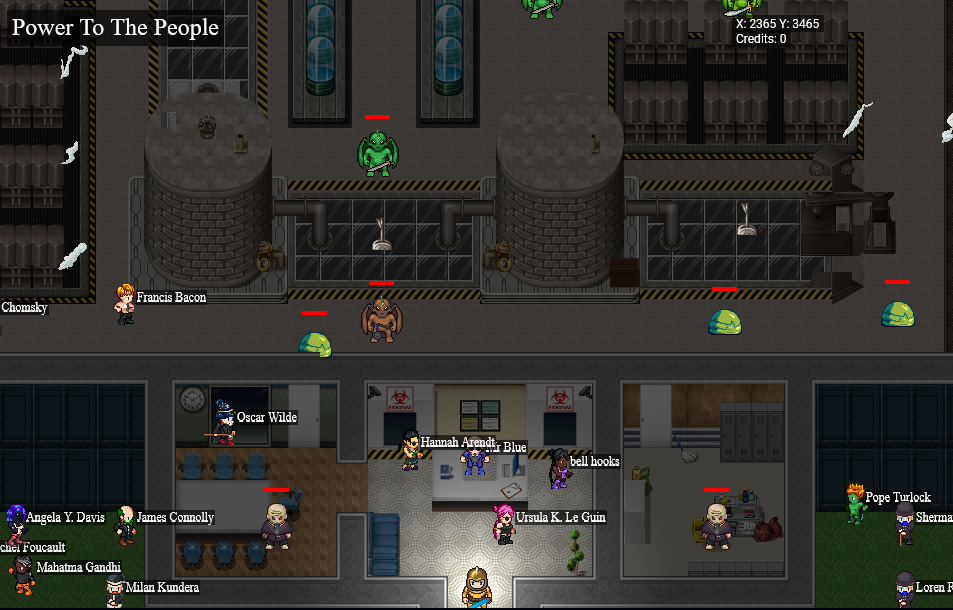 Power To The People
X: 2365 Y: 3465
Credits: 0
Francis Bacon
Chomsky
Oscar Wilde
Hannah Arendt
Blue
bell hooks
Pope Turlock
Angela Y. Davis
James Connolly
Ursula K. Le Guin
Sherma
chel Foucault
Mahatma Gandhi
Milan Kundera
Loren R